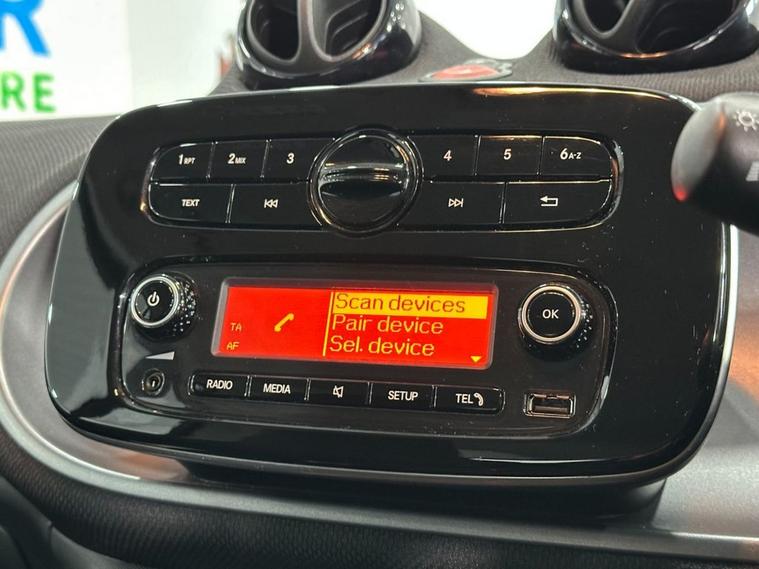 R
RE
1RPT
2MIX
3
4
5
6A-Z
TEXT
Scan devices
Pair device
Sel. device
TA
AF
OK
RADIO
MEDIA
SETUP
TEL